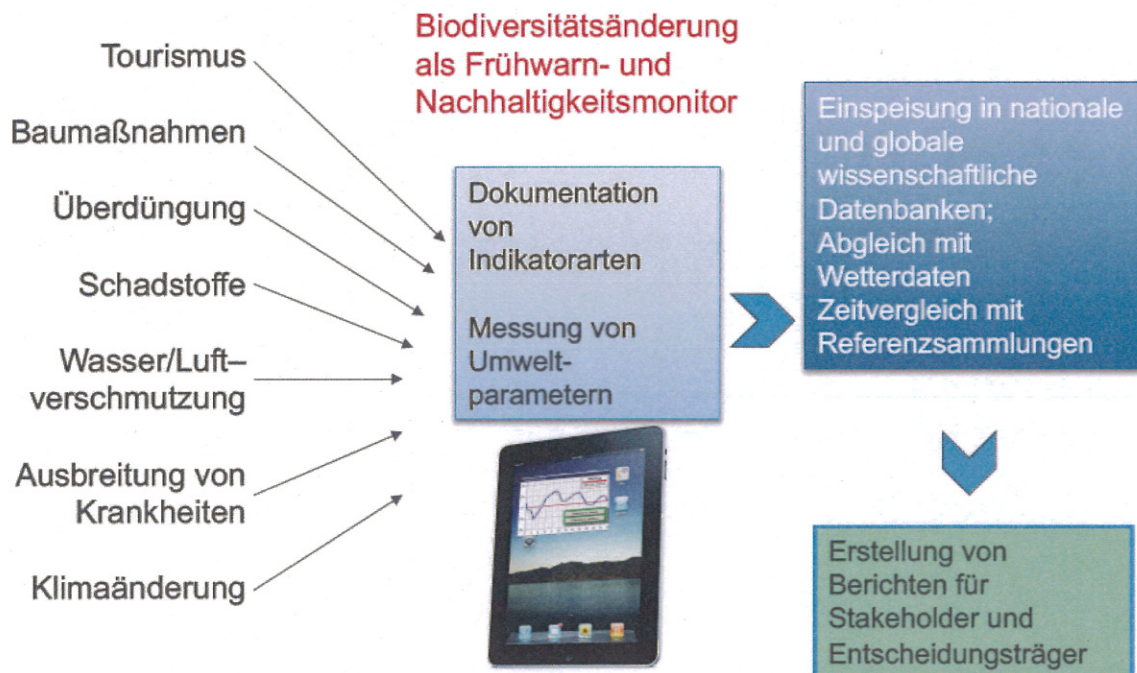 Biodiversitätsänderung
als Frühwarn- und
Nachhaltigkeitsmonitor
Tourismus
Baumaßnahmen
Überdüngung
Schadstoffe
Wasser/Luft–
verschmutzung
Ausbreitung von
Krankheiten
Klimaänderung
Dokumentation
von
Indikatorarten
Messung von
Umwelt-
parametern
Einspeisung in nationale
und globale
wissenschaftliche
Datenbanken;
Abgleich mit
Wetterdaten
Zeitvergleich mit
Referenzsammlungen
Erstellung von
Berichten für
Stakeholder und
Entscheidungsträger